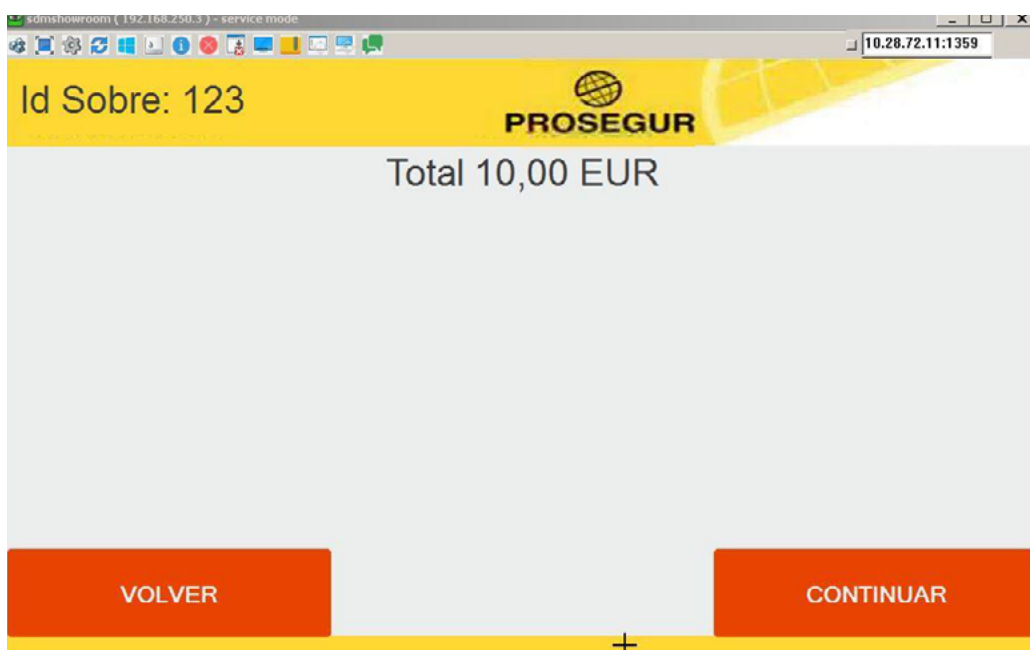 sdmshowroom ( 192.168.250.3 ) - service mode
10.28.72.11:1359
Id Sobre: 123
PROSEGUR
Total 10,00 EUR
VOLVER
CONTINUAR